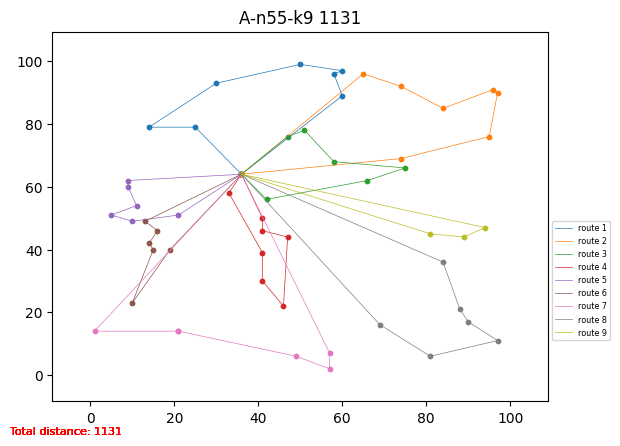 A-n55-k9 1131
100
80
60
40
20
0
0 20 40 60 80 100
route 1
route 2
route 3
route 4
route 5
route 6
route 7
route 8
route 9
Total distance: 1131